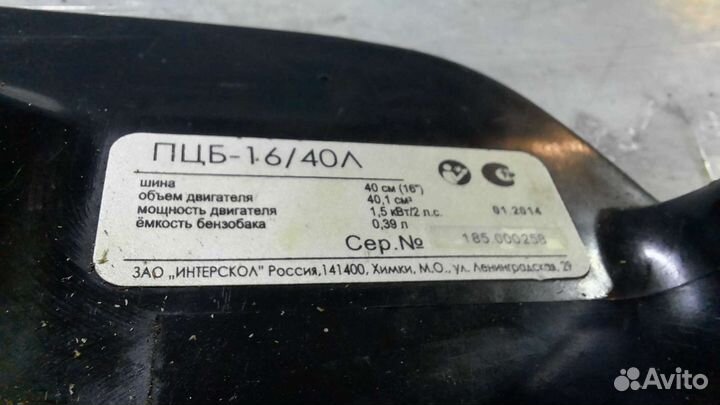 ПЦБ-16/40Л
шина 40 см (16")
объем двигателя 40,1 см³
мощность двигателя 1,5 кВт/2 л.с. 01.2014
ёмкость бензобака 0,39 л
Сер.№ 185.000258
ЗАО „ИНТЕРСКОЛ" Россия,141400, Химки, М.О., ул. Ленинградская, 29
Avito